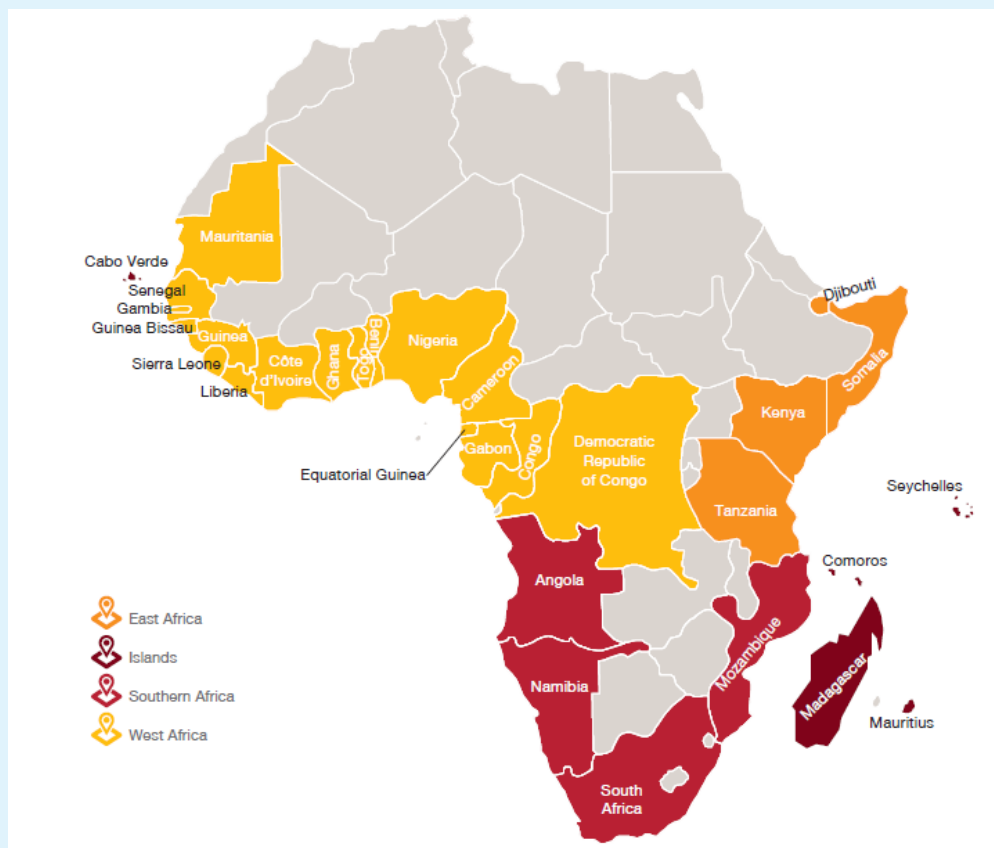 Mauritania
Cabo Verde
Senegal
Gambia
Guinea Bissau
Guinea
Sierra Leone
Liberia
Côte
d'Ivoire
Ghana
Togo
Benin
Nigeria
Cameroon
Equatorial Guinea
Gabon
Congo
Democratic
Republic
of Congo
Djibouti
Somalia
Kenya
Tanzania
Seychelles
Comoros
Angola
Namibia
Mozambique
Madagascar
Mauritius
South
Africa
East Africa
Islands
Southern Africa
West Africa